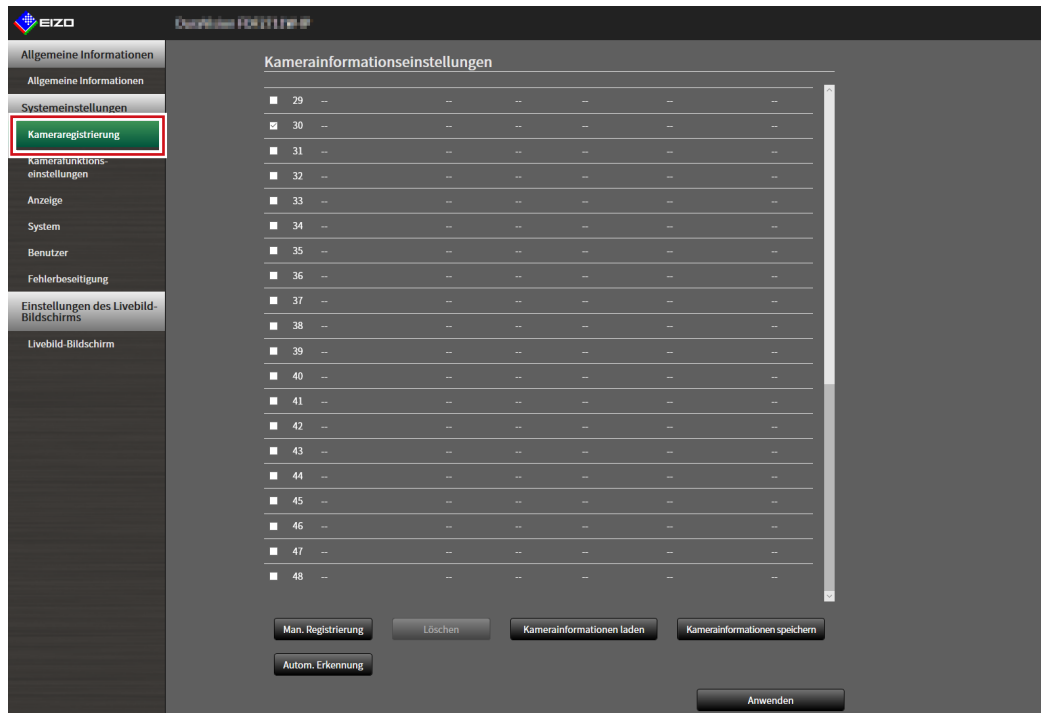 EIZO
Allgemeine Informationen
Allgemeine Informationen
Systemeinstellungen
Kameraregistrierung
Kamerafunktions-
einstellungen
Anzeige
System
Benutzer
Fehlerbeseitigung
Einstellungen des Livebild-
Bildschirms
Livebild-Bildschirm
Kamerainformationseinstellungen
29 -- -- -- -- -- --
30 -- -- -- -- -- --
31 -- -- -- -- -- --
32 -- -- -- -- -- --
33 -- -- -- -- -- --
34 -- -- -- -- -- --
35 -- -- -- -- -- --
36 -- -- -- -- -- --
37 -- -- -- -- -- --
38 -- -- -- -- -- --
39 -- -- -- -- -- --
40 -- -- -- -- -- --
41 -- -- -- -- -- --
42 -- -- -- -- -- --
43 -- -- -- -- -- --
44 -- -- -- -- -- --
45 -- -- -- -- -- --
46 -- -- -- -- -- --
47 -- -- -- -- -- --
48 -- -- -- -- -- --
Man. Registrierung Löschen Kamerainformationen laden Kamerainformationen speichern
Autom. Erkennung
Anwenden